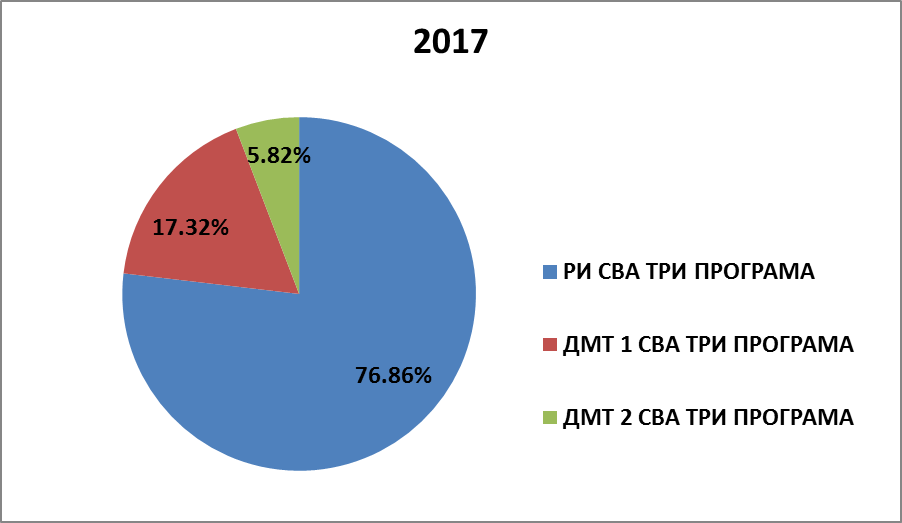 2017
5.82%
17.32%
76.86%
РИ СВА ТРИ ПРОГРАМА
ДМТ 1 СВА ТРИ ПРОГРАМА
ДМТ 2 СВА ТРИ ПРОГРАМА